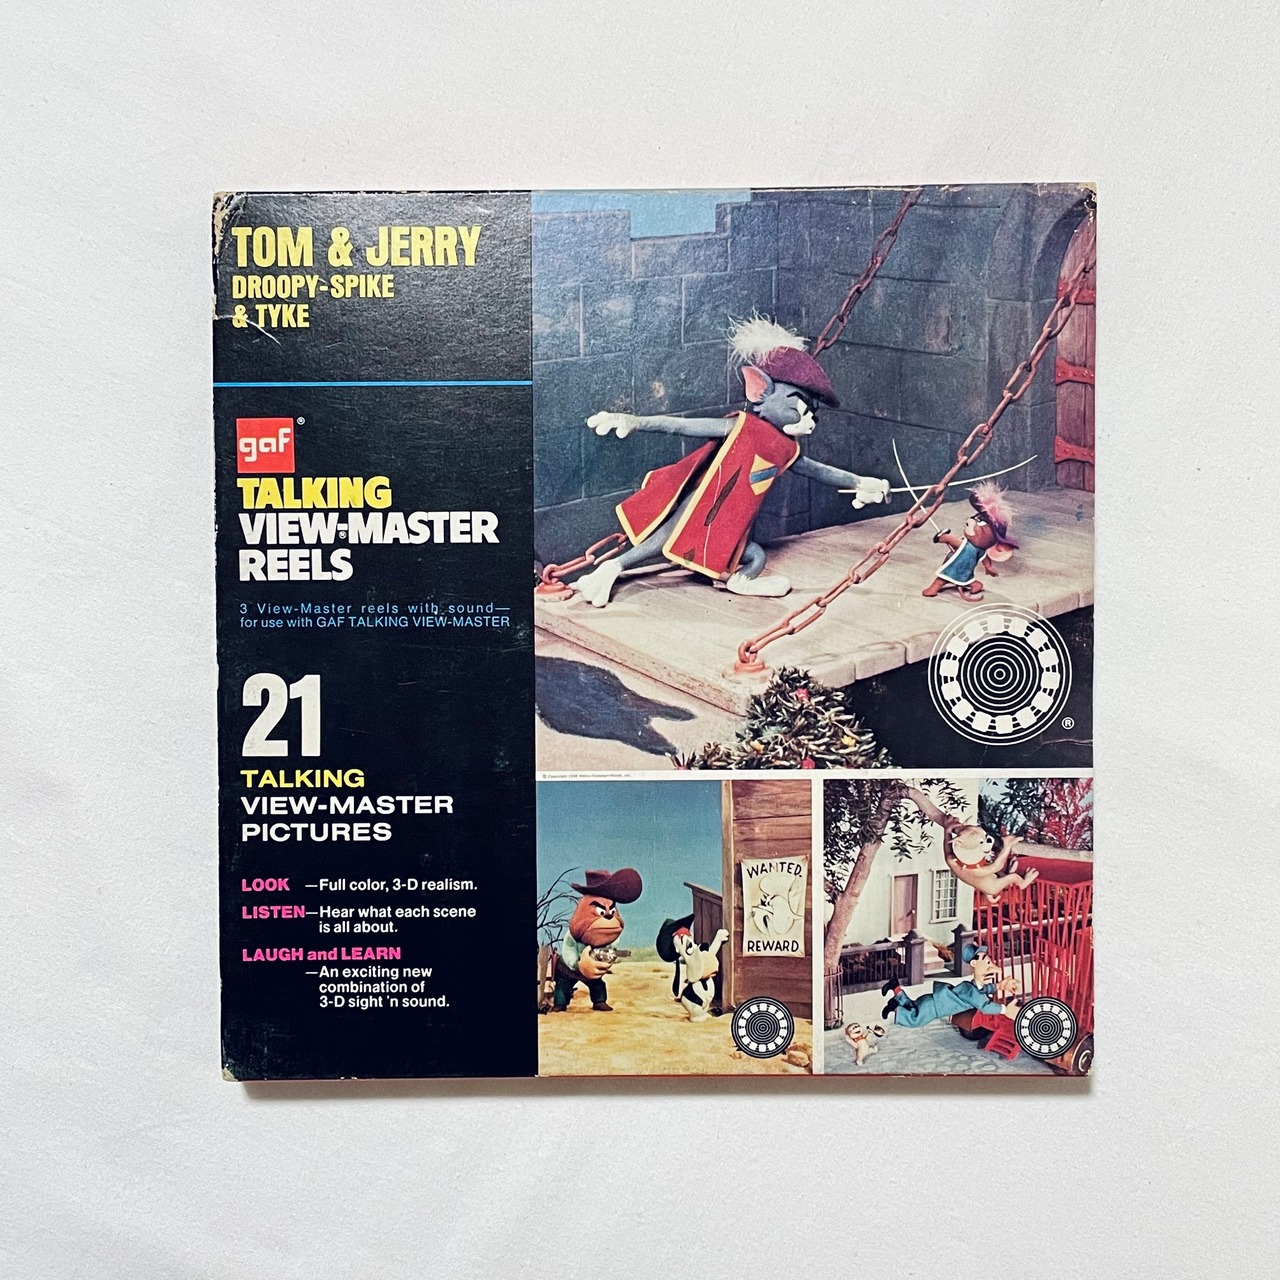 TOM & JERRY
DROOPY-SPIKE
& TYKE
gaf®
TALKING
VIEW-MASTER®
REELS
3 View-Master reels with sound—
for use with GAF TALKING VIEW-MASTER
21
TALKING
VIEW-MASTER
PICTURES
LOOK —Full color, 3-D realism.
LISTEN—Hear what each scene
is all about.
LAUGH and LEARN
—An exciting new
combination of
3-D sight 'n sound.
®
© Copyright
WANTED.
REWARD